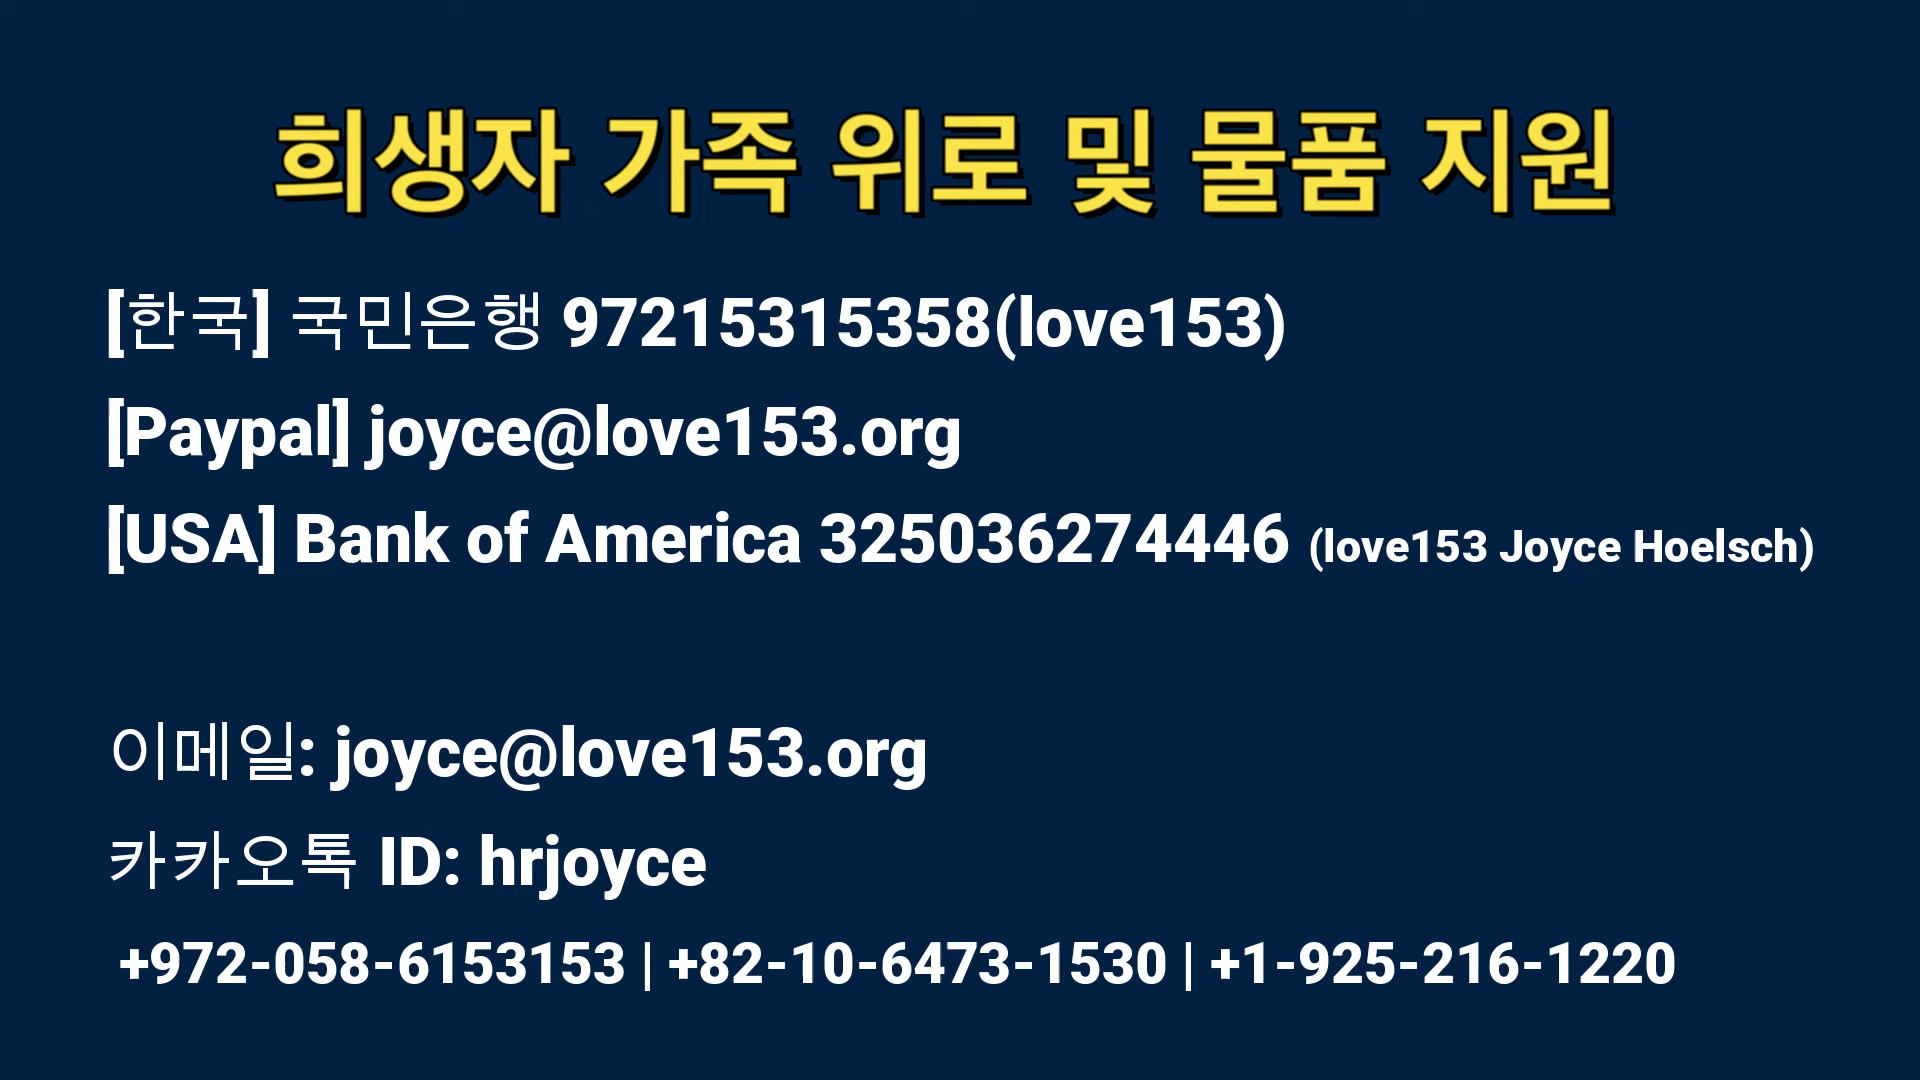 희생자 가족 위로 및 물품 지원
[한국] 국민은행 97215315358(love153)
[Paypal] joyce@love153.org
[USA] Bank of America 325036274446 (love153 Joyce Hoelsch)
이메일: joyce@love153.org
카카오톡 ID: hrjoyce
+972-058-6153153 | +82-10-6473-1530 | +1-925-216-1220